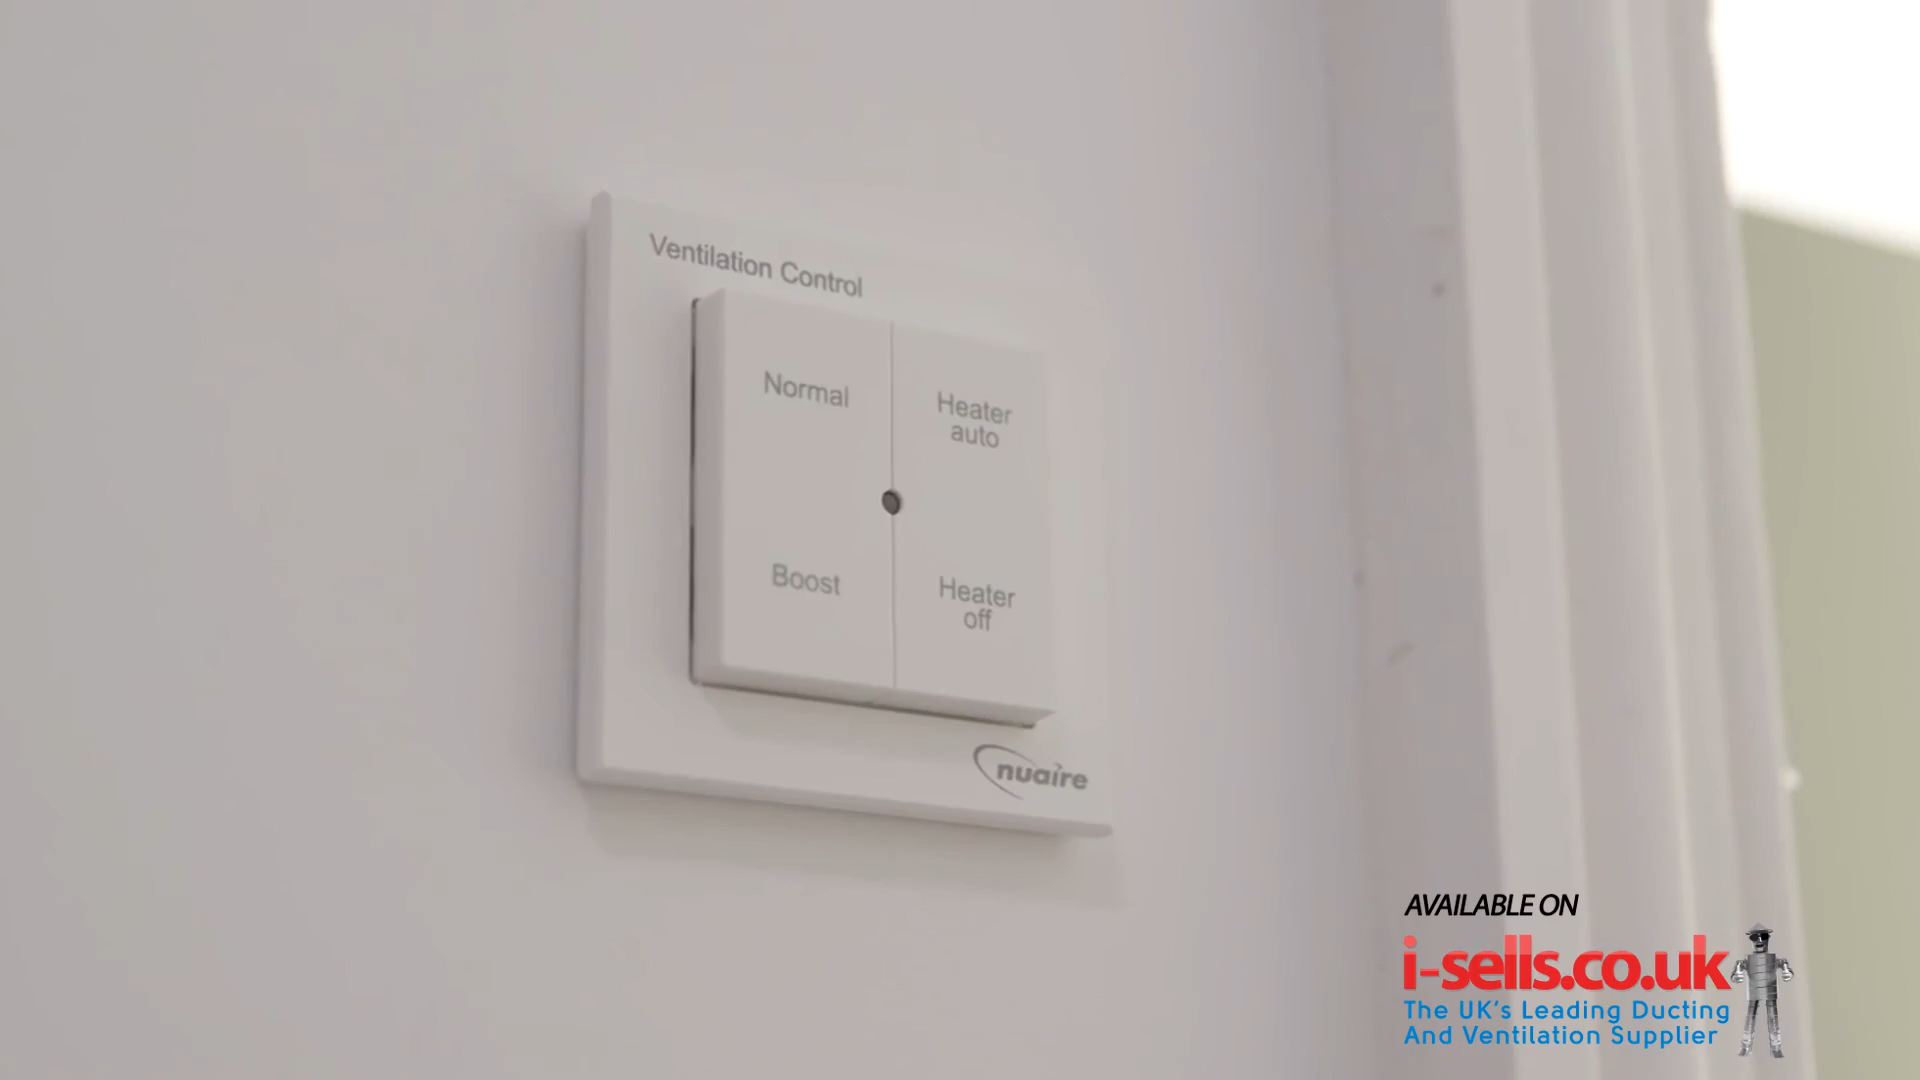 Ventilation Control
Normal
Heater
auto
Boost
Heater
off
nuaire
AVAILABLE ON
i-sells.co.uk
The UK's Leading Ducting
And Ventilation Supplier